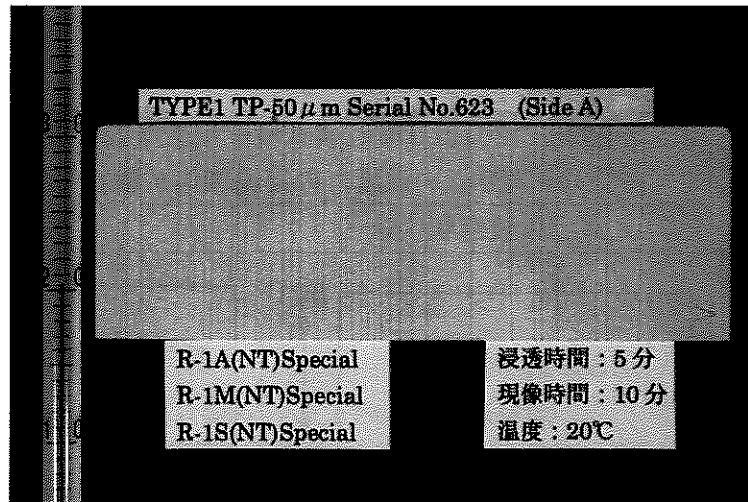 TYPE1 TP-50μm Serial No.623 (Side A)
R-1A(NT)Special
R-1M(NT)Special
R-1S(NT)Special
浸透時間：5分
現像時間：10分
温度：20℃